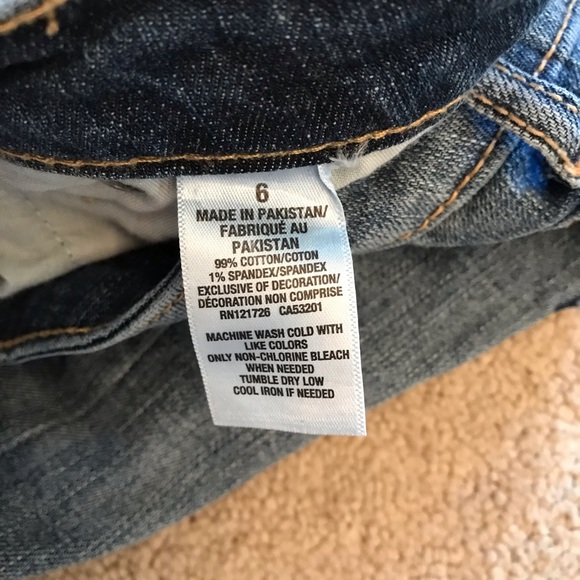 6
MADE IN PAKISTAN/
FABRIQUÉ AU
PAKISTAN
99% COTTON/COTON
1% SPANDEX/SPANDEX
EXCLUSIVE OF DECORATION/
DÉCORATION NON COMPRISE
RN121726 CA53201
MACHINE WASH COLD WITH
LIKE COLORS
ONLY NON-CHLORINE BLEACH
WHEN NEEDED
TUMBLE DRY LOW
COOL IRON IF NEEDED